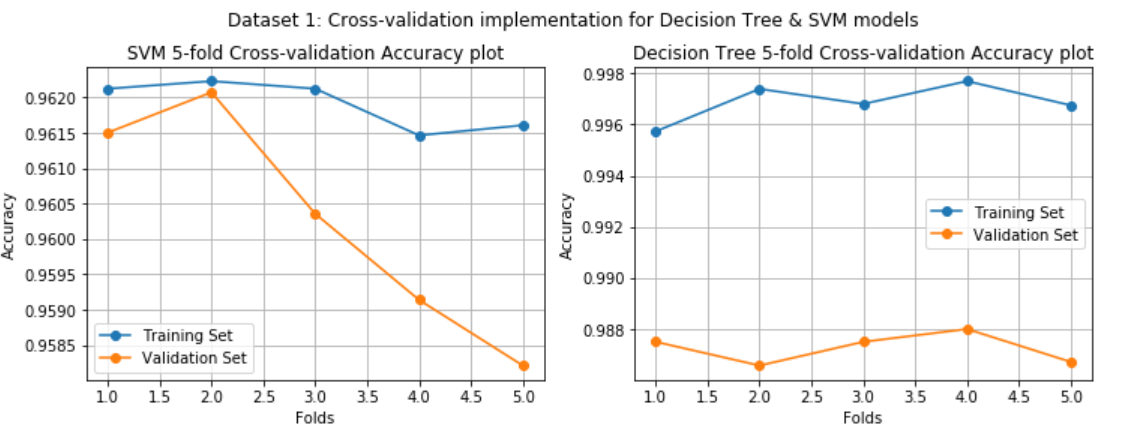 Dataset 1: Cross-validation implementation for Decision Tree & SVM models
SVM 5-fold Cross-validation Accuracy plot
Accuracy
0.9620
0.9615
0.9610
0.9605
0.9600
0.9595
0.9590
0.9585
Training Set
Validation Set
1.0 1.5 2.0 2.5 3.0 3.5 4.0 4.5 5.0
Folds
Decision Tree 5-fold Cross-validation Accuracy plot
Accuracy
0.998
0.996
0.994
0.992
0.990
0.988
Training Set
Validation Set
1.0 1.5 2.0 2.5 3.0 3.5 4.0 4.5 5.0
Folds